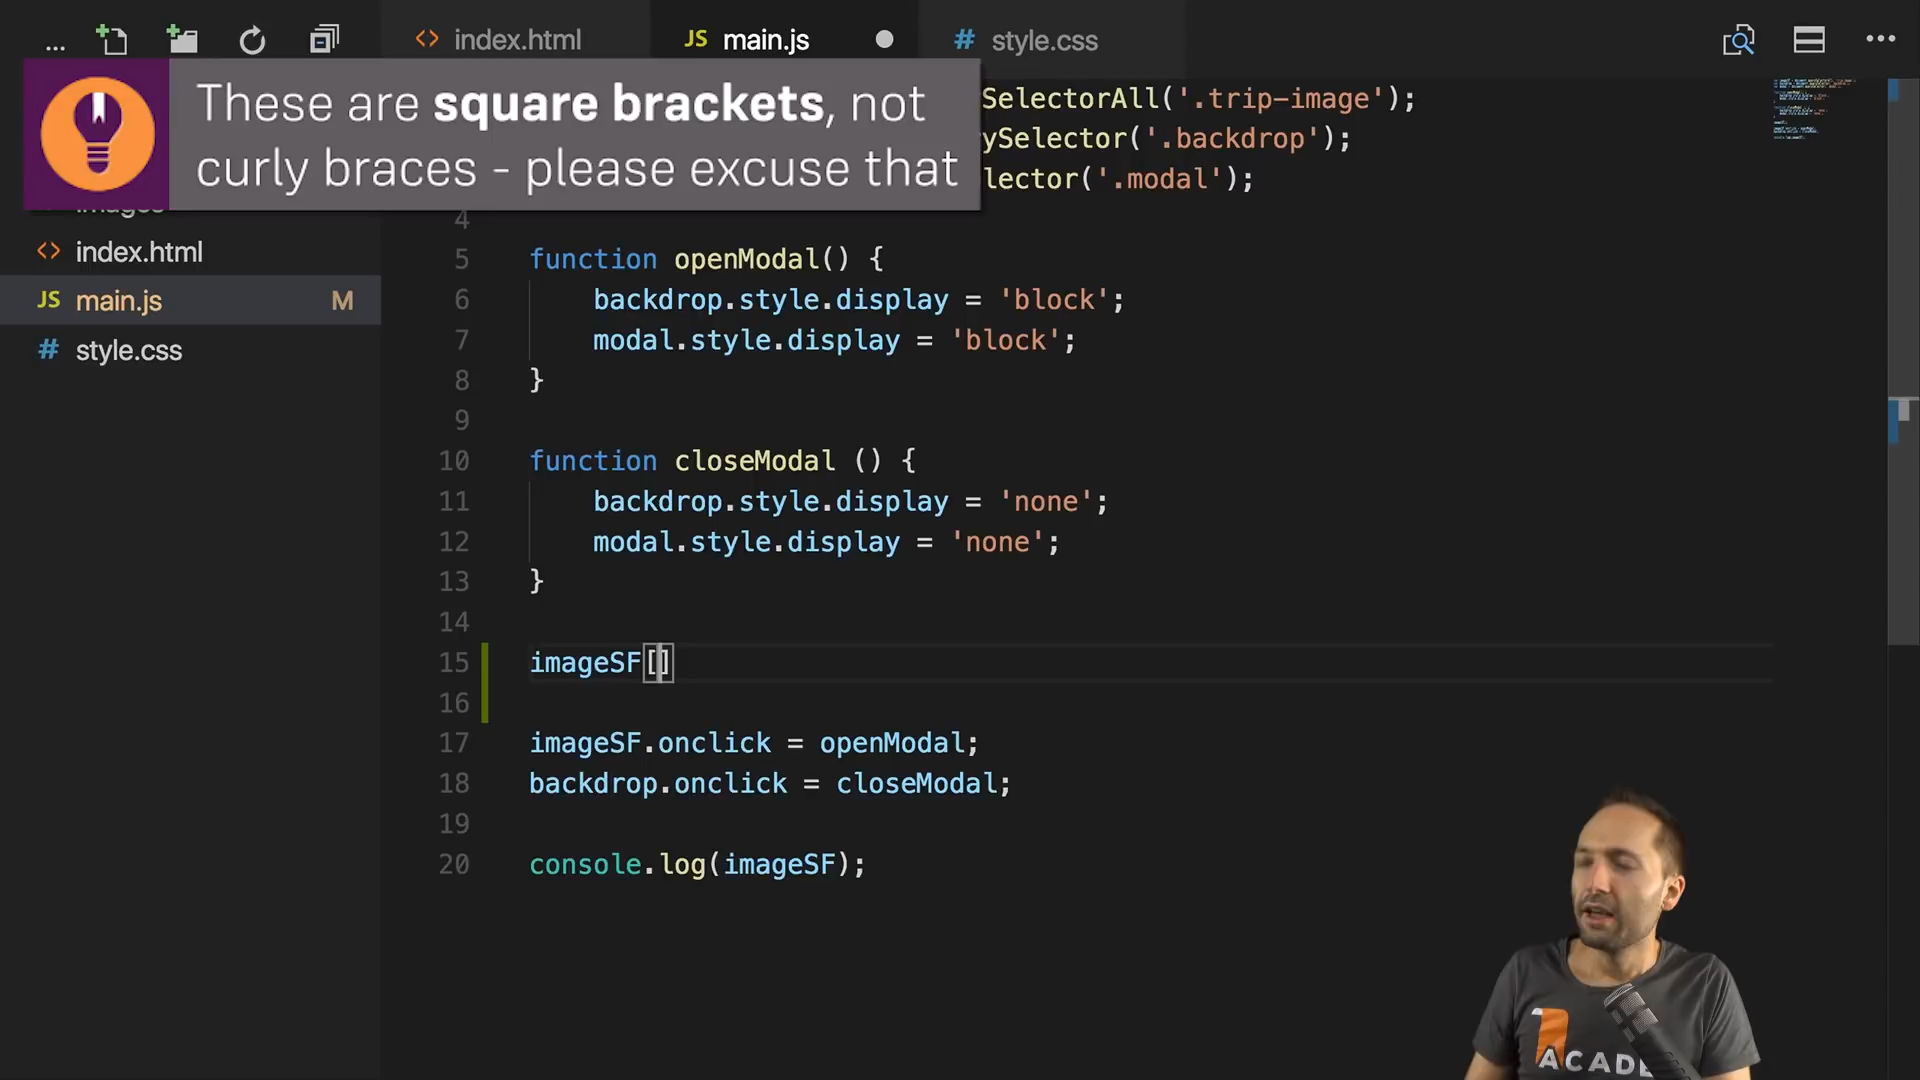 index.html
JS main.js
# style.css
These are square brackets, not
curly braces - please excuse that
SelectorAll('.trip-image');
ySelector('.backdrop');
lector('.modal');
images
index.html
JS main.js M
# style.css
4
5 function openModal() {
6 backdrop.style.display = 'block';
7 modal.style.display = 'block';
8 }
9
10 function closeModal () {
11 backdrop.style.display = 'none';
12 modal.style.display = 'none';
13 }
14
15 imageSF[]
16
17 imageSF.onclick = openModal;
18 backdrop.onclick = closeModal;
19
20 console.log(imageSF);
ACADE